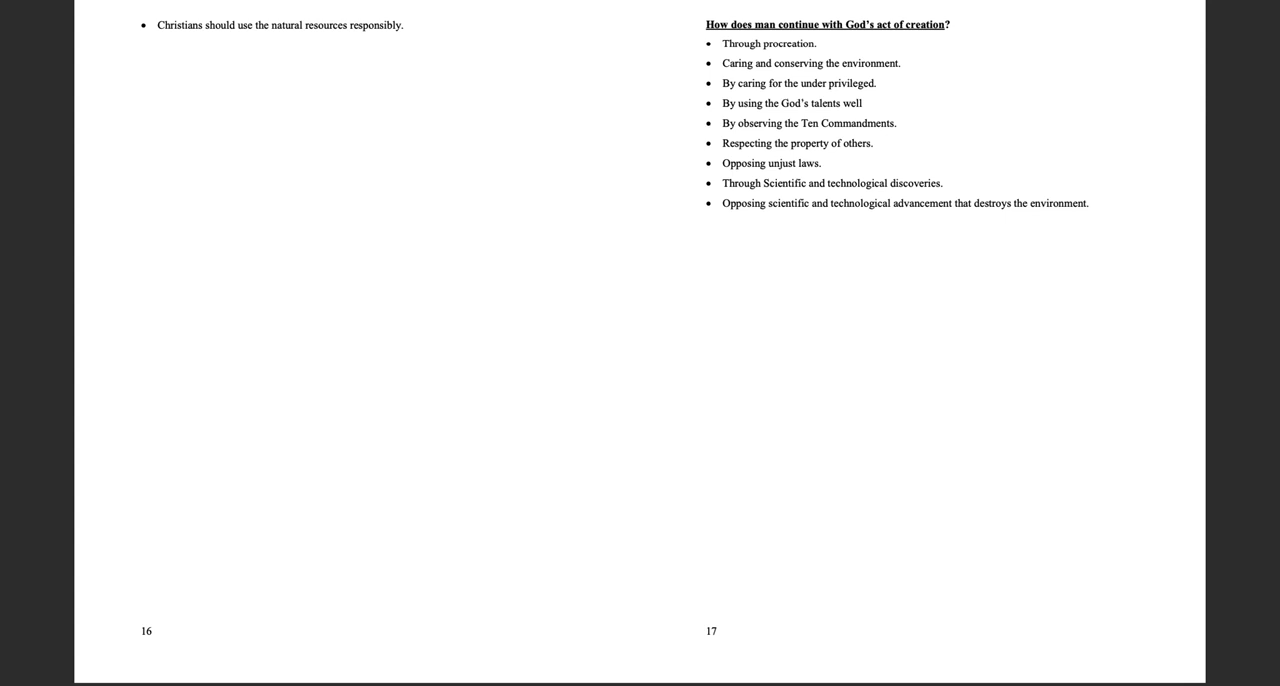 • Christians should use the natural resources responsibly.
16
How does man continue with God’s act of creation?
• Through procreation.
• Caring and conserving the environment.
• By caring for the under privileged.
• By using the God’s talents well
• By observing the Ten Commandments.
• Respecting the property of others.
• Opposing unjust laws.
• Through Scientific and technological discoveries.
• Opposing scientific and technological advancement that destroys the environment.
17